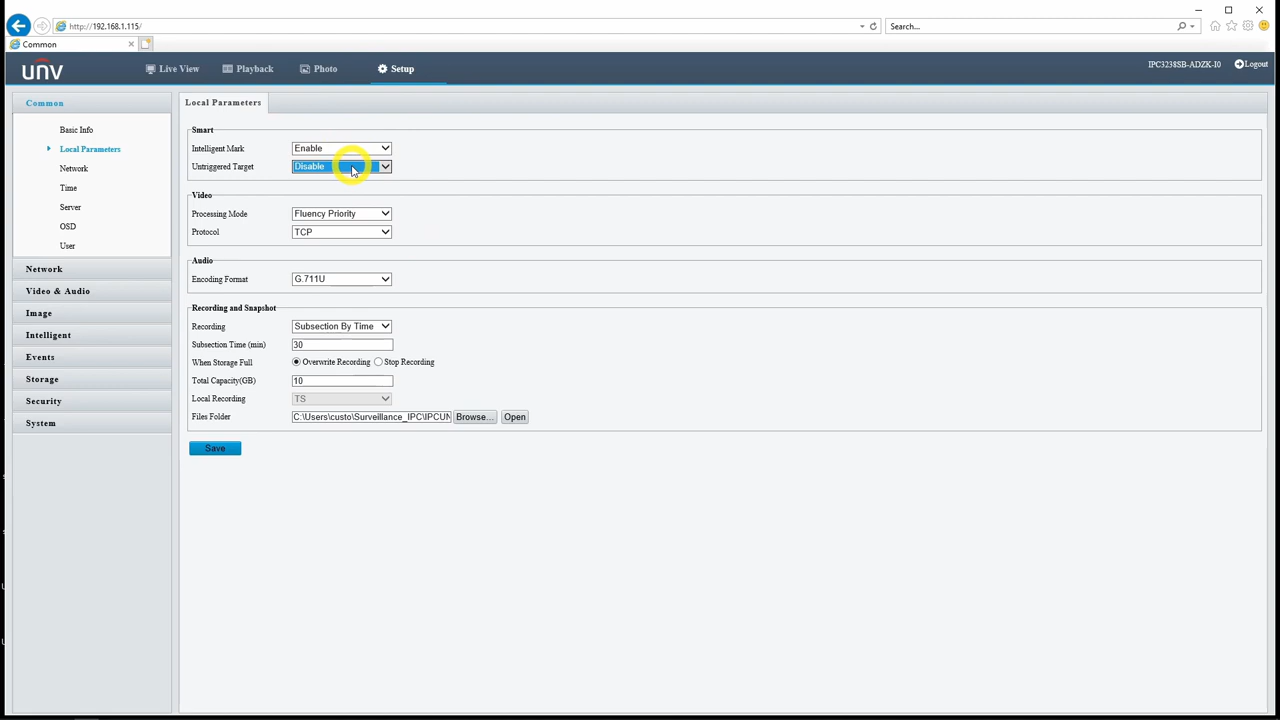 http://192.168.1.115/
Search...
Common
unv
Live View
Playback
Photo
Setup
IPC3238SB-ADZK-I0
Logout
Common
Basic Info
Local Parameters
Network
Time
Server
OSD
User
Network
Video & Audio
Image
Intelligent
Events
Storage
Security
System
Local Parameters
Smart
Intelligent Mark Enable
Untriggered Target Disable
Video
Processing Mode Fluency Priority
Protocol TCP
Audio
Encoding Format G.711U
Recording and Snapshot
Recording Subsection By Time
Subsection Time (min) 30
When Storage Full Overwrite Recording Stop Recording
Total Capacity(GB) 10
Local Recording TS
Files Folder C:\Users\custo\Surveillance_IPC\IPCUN Browse... Open
Save